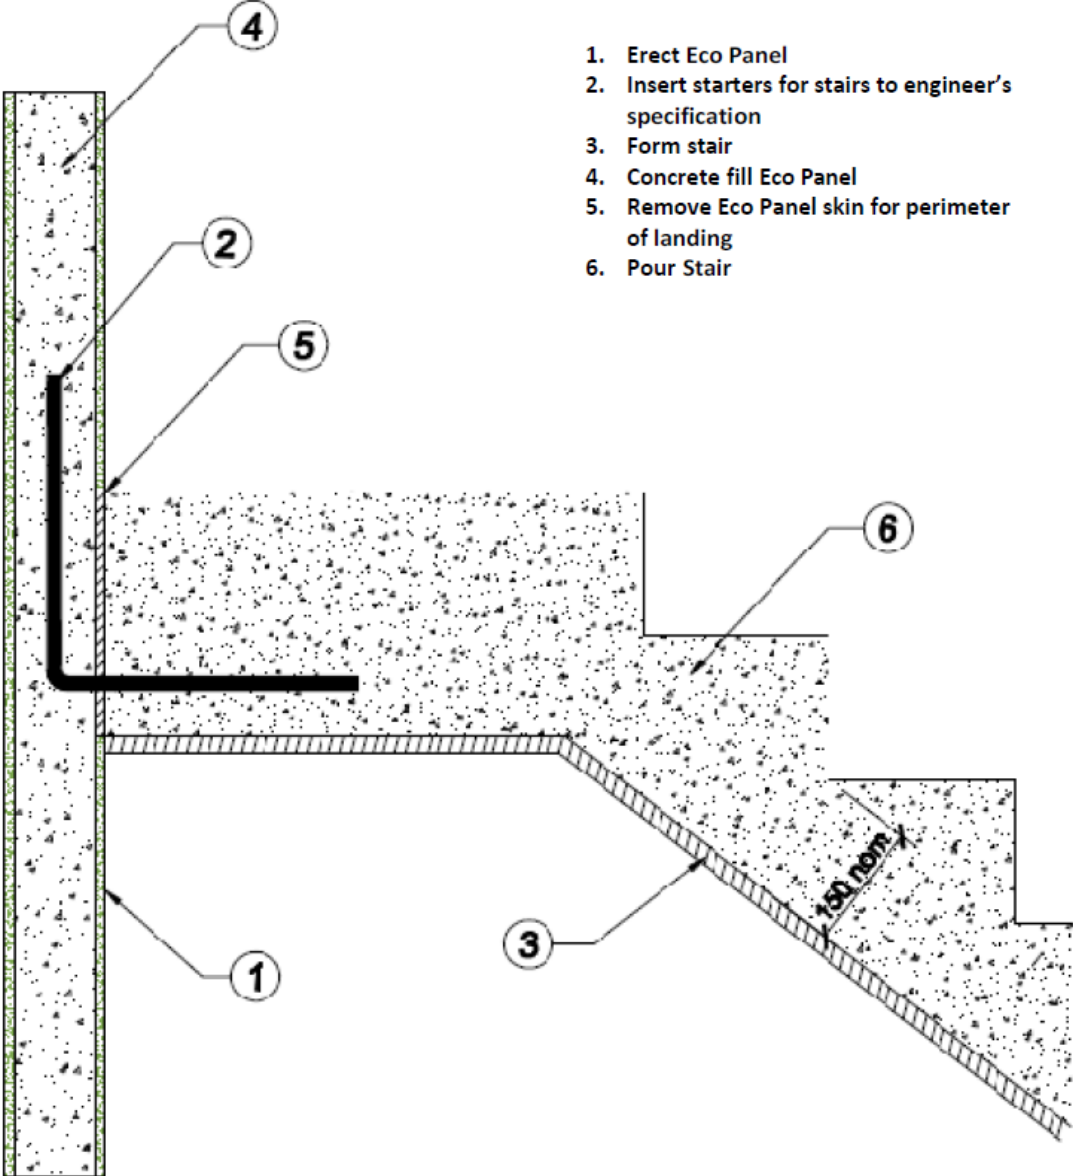 4
1. Erect Eco Panel
2. Insert starters for stairs to engineer’s
specification
3. Form stair
4. Concrete fill Eco Panel
5. Remove Eco Panel skin for perimeter
of landing
6. Pour Stair
2
5
6
150 nom
3
1